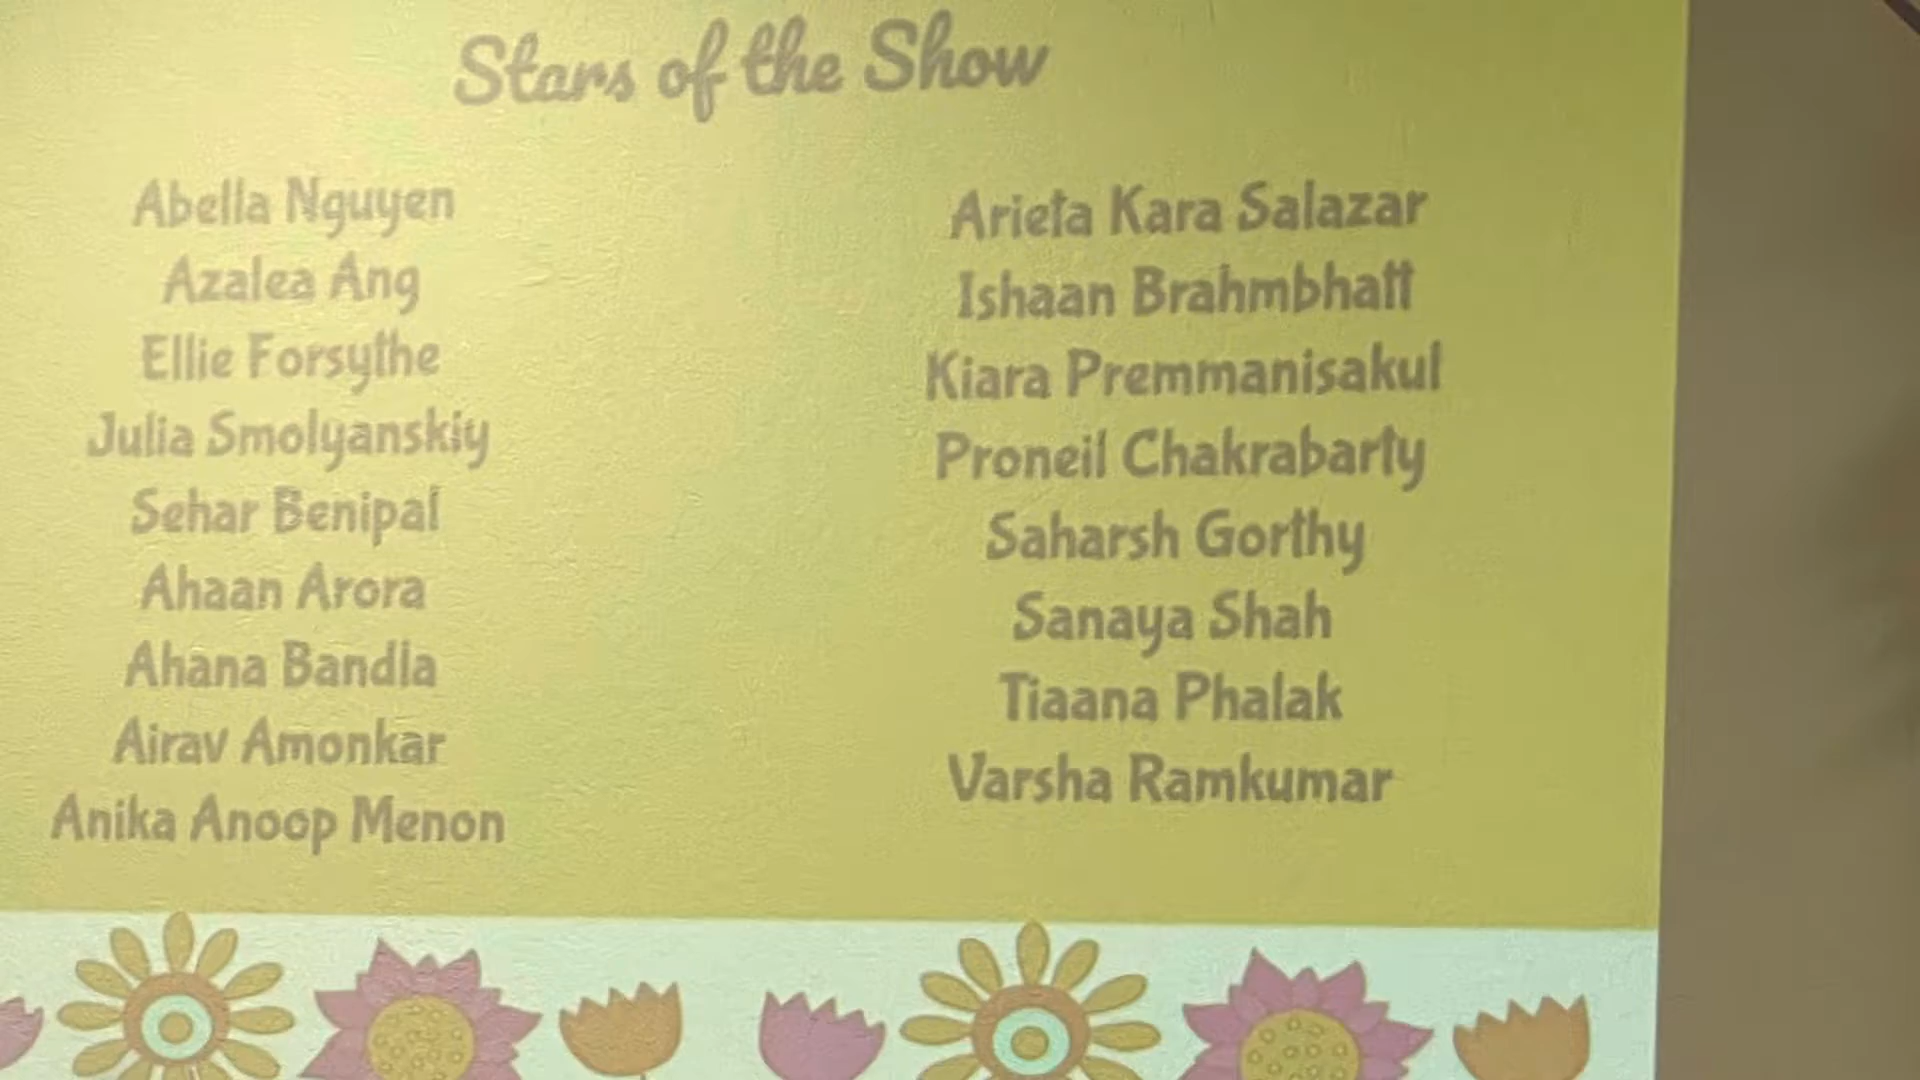 Stars of the Show
Abella Nguyen
Azalea Ang
Ellie Forsythe
Julia Smolyanskiy
Sehar Benipal
Ahaan Arora
Ahana Bandla
Airav Amonkar
Anika Anoop Menon
Arieta Kara Salazar
Ishaan Brahmbhatt
Kiara Premmanisakul
Proneil Chakrabarty
Saharsh Gorthy
Sanaya Shah
Tiaana Phalak
Varsha Ramkumar